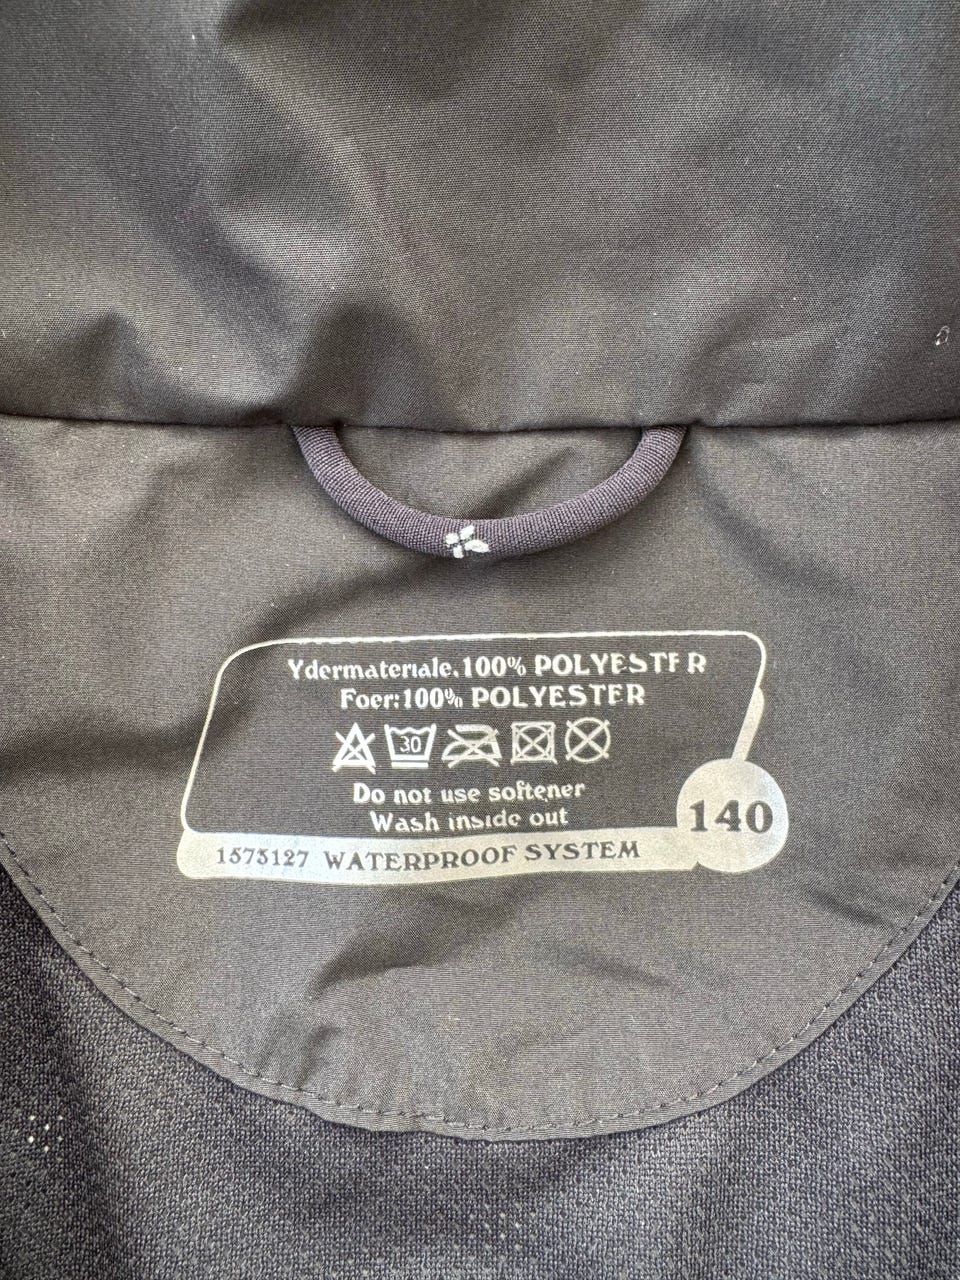 Ydermateriale.100% POLYESTER
Foer:100% POLYESTER
30
Do not use softener
Wash inside out
140
1573127 WATERPROOF SYSTEM